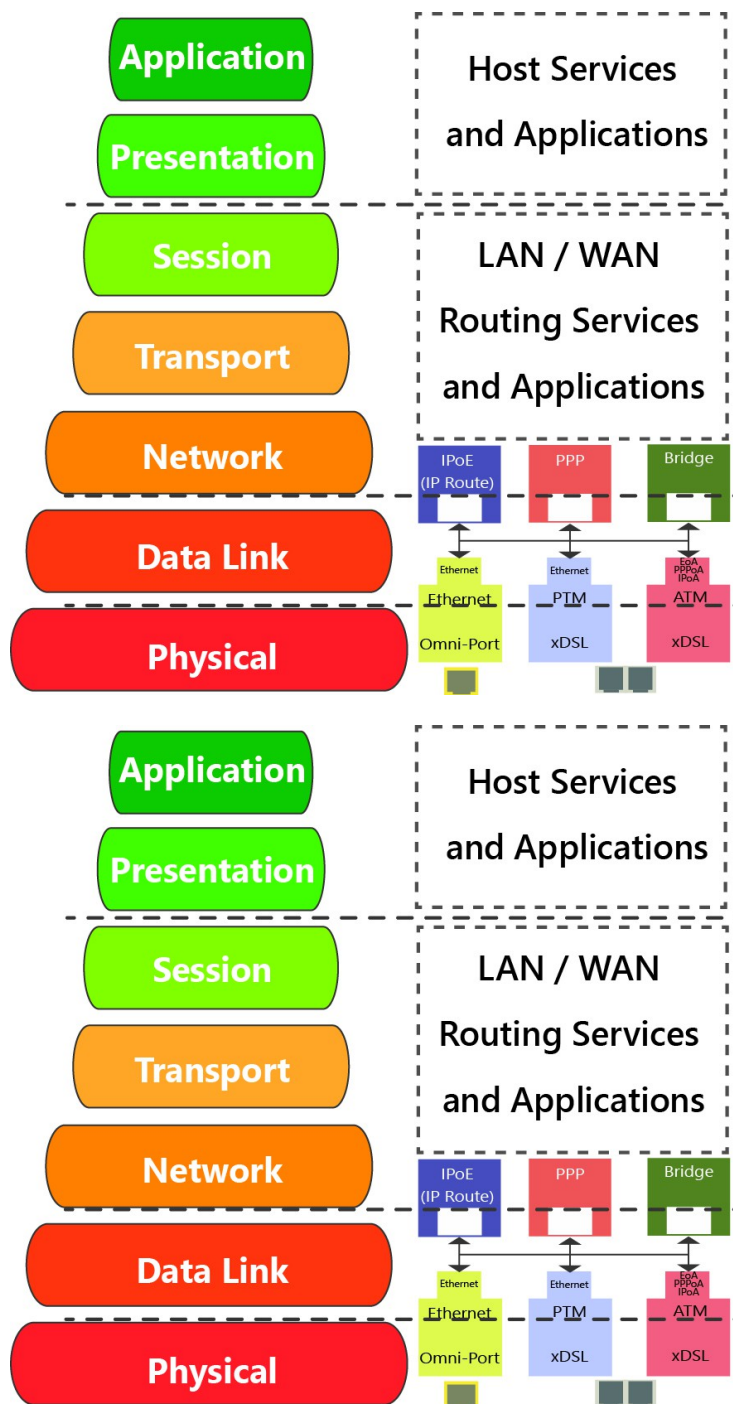 Application
Presentation
Session
Transport
Network
Data Link
Physical
Host Services
and Applications
LAN / WAN
Routing Services
and Applications
IPoE
(IP Route)
PPP
Bridge
Ethernet
Ethernet
Omni-Port
Ethernet
PTM
xDSL
EoA
PPPoA
IPoA
ATM
xDSL
Application
Presentation
Session
Transport
Network
Data Link
Physical
Host Services
and Applications
LAN / WAN
Routing Services
and Applications
IPoE
(IP Route)
PPP
Bridge
Ethernet
Ethernet
Omni-Port
Ethernet
PTM
xDSL
EoA
PPPoA
IPoA
ATM
xDSL